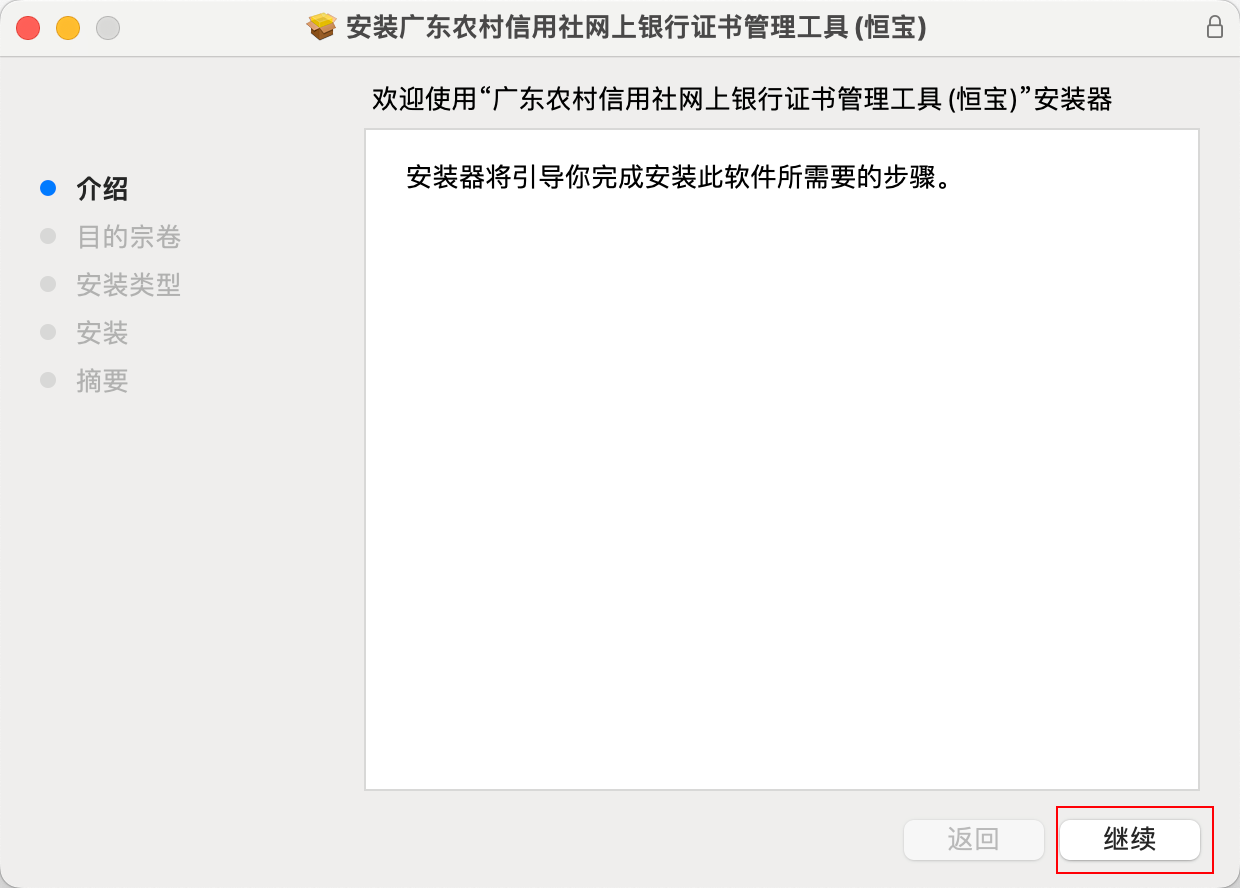 安装广东农村信用社网上银行证书管理工具(恒宝)
欢迎使用“广东农村信用社网上银行证书管理工具(恒宝)”安装器
安装器将引导你完成安装此软件所需要的步骤。
介绍
目的宗卷
安装类型
安装
摘要
返回
继续